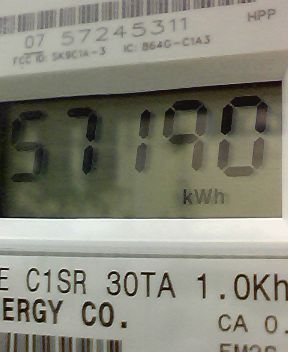 HPP
07 57245311
FCC ID: SK9C1A-3 IC: 864G-C1A3
57190
kWh
E C1SR 30TA 1.0Kh
ERGY CO.
CA 0.
EM2S